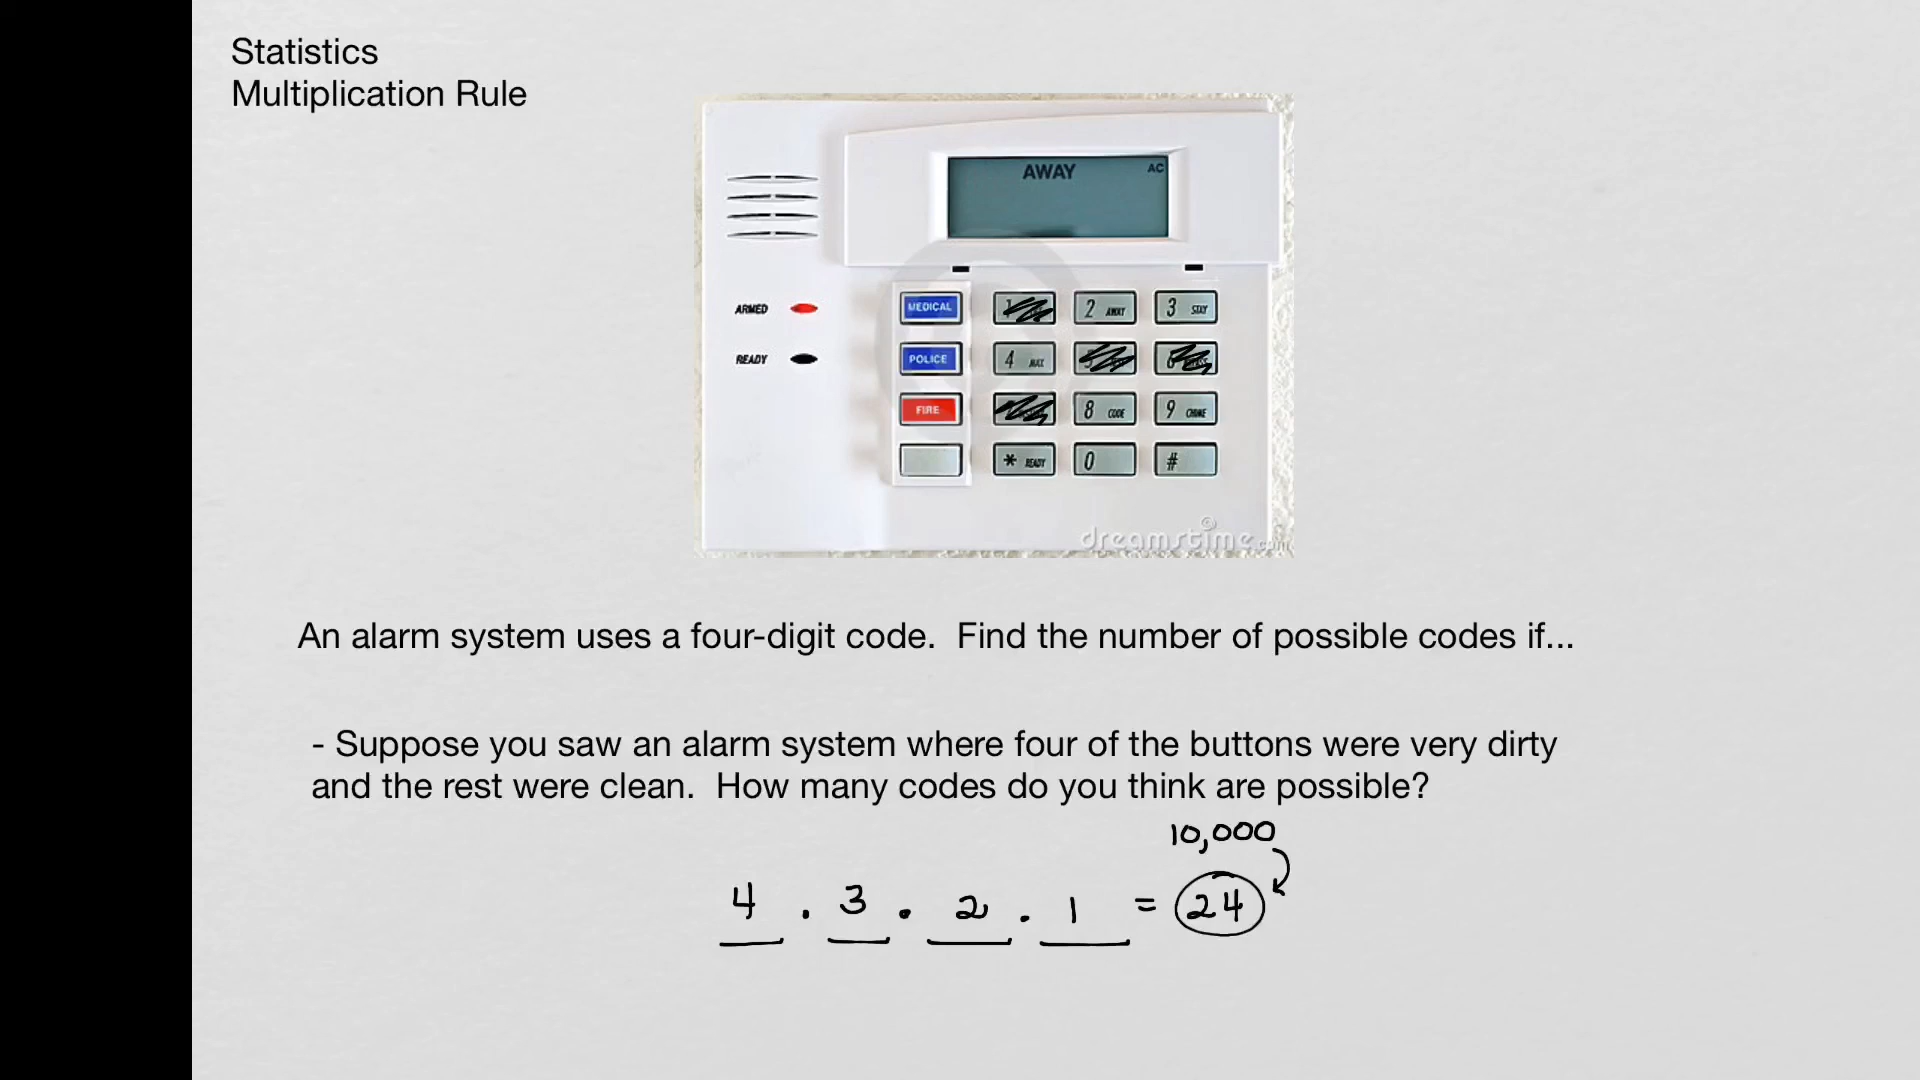 Statistics
Multiplication Rule
AWAY AC
ARMED
READY
MEDICAL
2 AWAY
3 STAY
POLICE
4 MAX
FIRE
8 CODE
9 CHIME
* READY
0
#
dreamstime.com
An alarm system uses a four-digit code. Find the number of possible codes if...
- Suppose you saw an alarm system where four of the buttons were very dirty
and the rest were clean. How many codes do you think are possible?
10,000
4 . 3 . 2 . 1 = 24